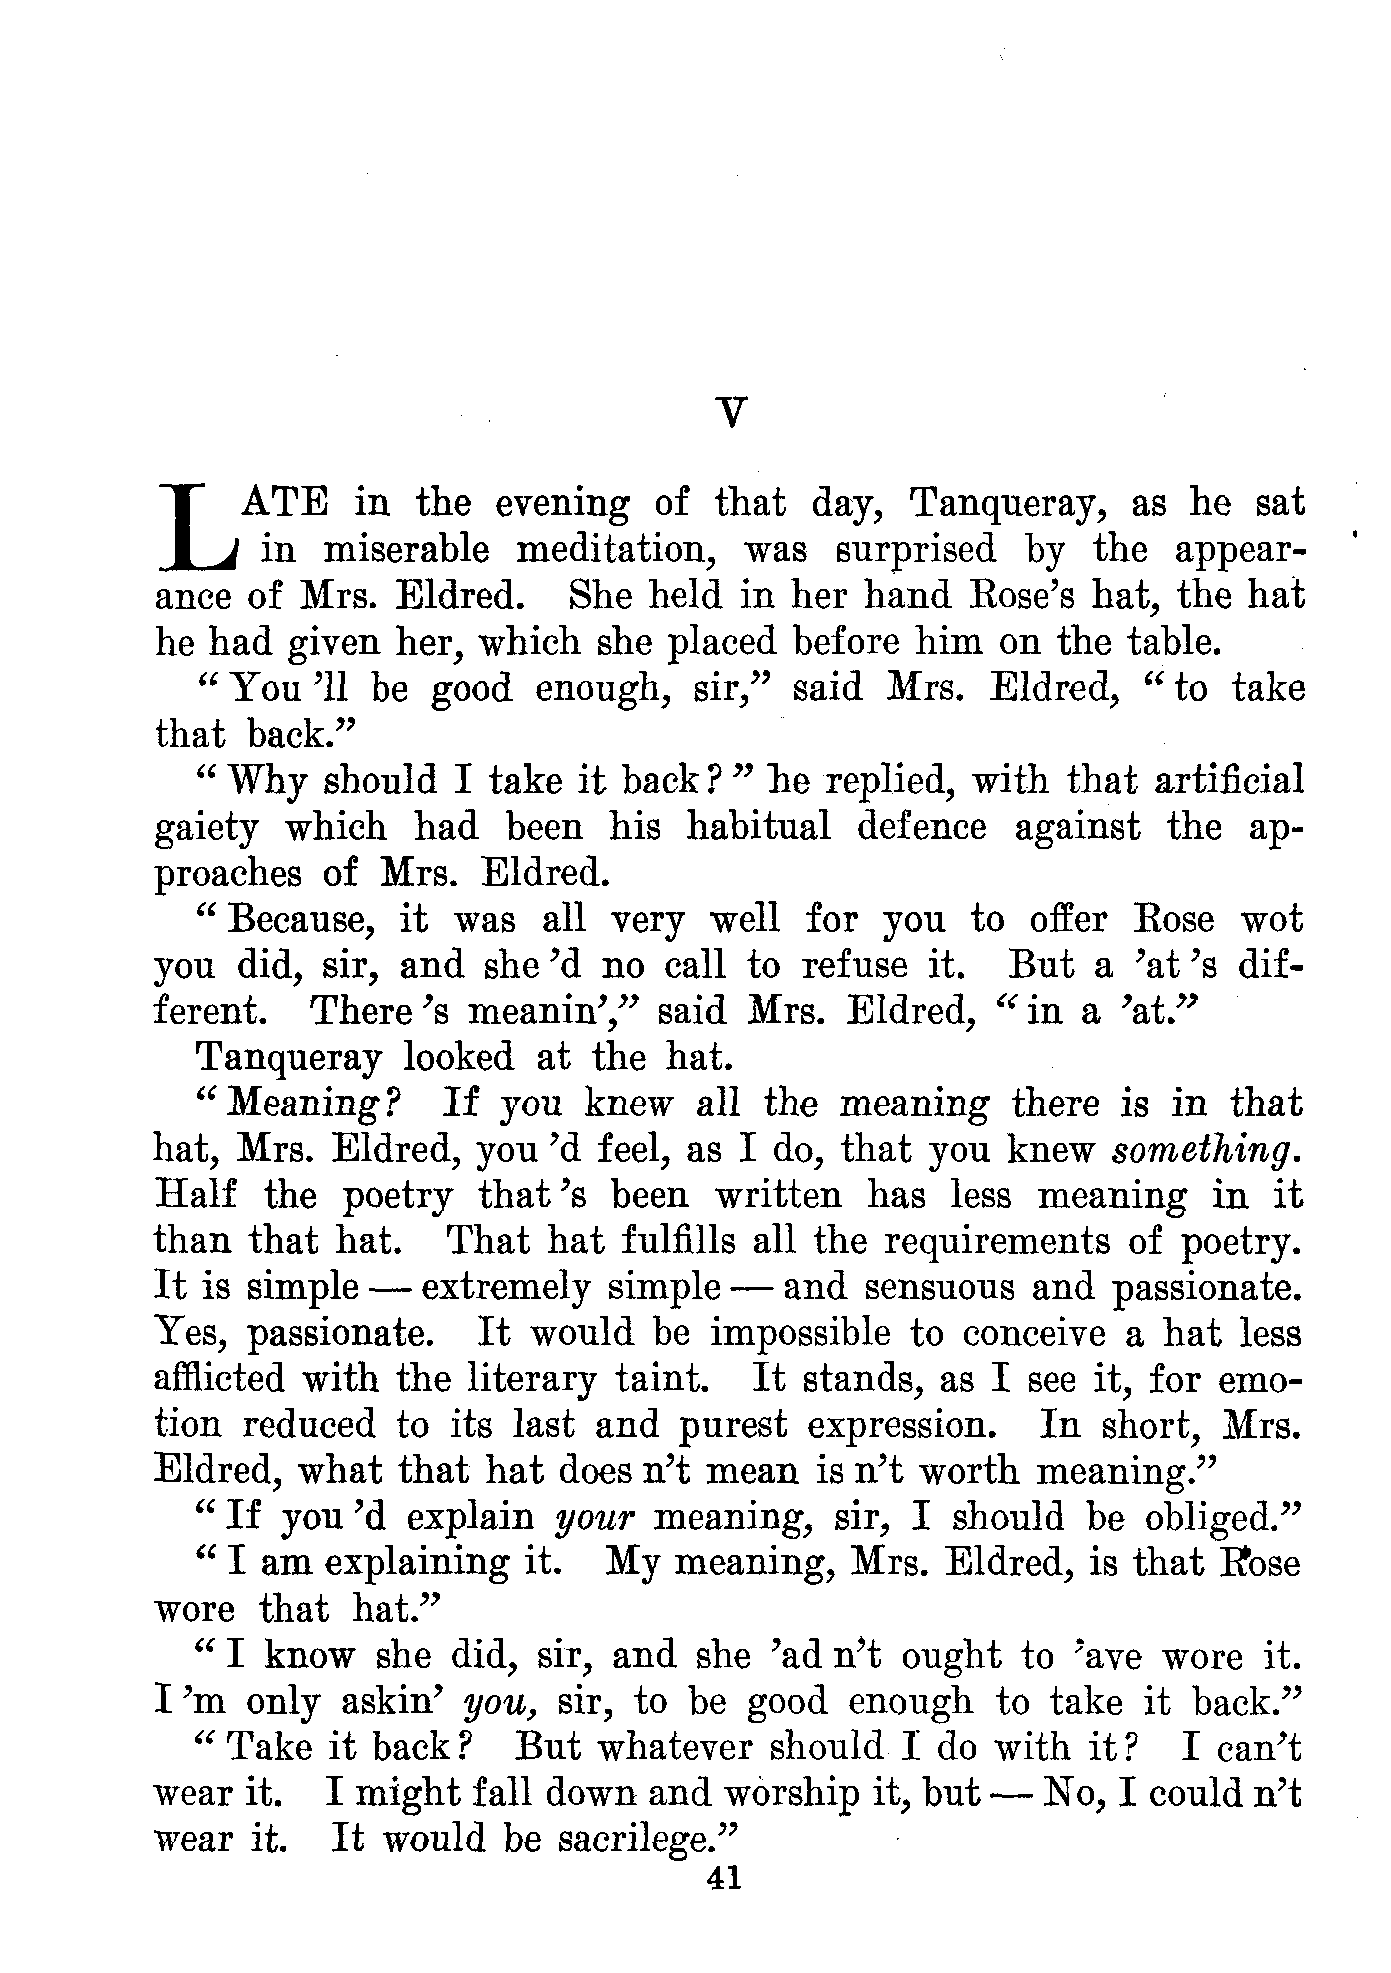 V
LATE in the evening of that day, Tanqueray, as he sat
in miserable meditation, was surprised by the appear-
ance of Mrs. Eldred. She held in her hand Rose's hat, the hat
he had given her, which she placed before him on the table.
“ You 'll be good enough, sir,” said Mrs. Eldred, “ to take
that back.”
“ Why should I take it back? ” he replied, with that artificial
gaiety which had been his habitual defence against the ap-
proaches of Mrs. Eldred.
“ Because, it was all very well for you to offer Rose wot
you did, sir, and she 'd no call to refuse it. But a 'at 's dif-
ferent. There 's meanin',” said Mrs. Eldred, “ in a 'at.”
Tanqueray looked at the hat.
“ Meaning? If you knew all the meaning there is in that
hat, Mrs. Eldred, you 'd feel, as I do, that you knew something.
Half the poetry that 's been written has less meaning in it
than that hat. That hat fulfills all the requirements of poetry.
It is simple — extremely simple — and sensuous and passionate.
Yes, passionate. It would be impossible to conceive a hat less
afflicted with the literary taint. It stands, as I see it, for emo-
tion reduced to its last and purest expression. In short, Mrs.
Eldred, what that hat does n't mean is n't worth meaning.”
“ If you 'd explain your meaning, sir, I should be obliged.”
“ I am explaining it. My meaning, Mrs. Eldred, is that Rose
wore that hat.”
“ I know she did, sir, and she 'ad n't ought to 'ave wore it.
I 'm only askin' you, sir, to be good enough to take it back.”
“ Take it back? But whatever should I do with it? I can't
wear it. I might fall down and worship it, but — No, I could n't
wear it. It would be sacrilege.”
41